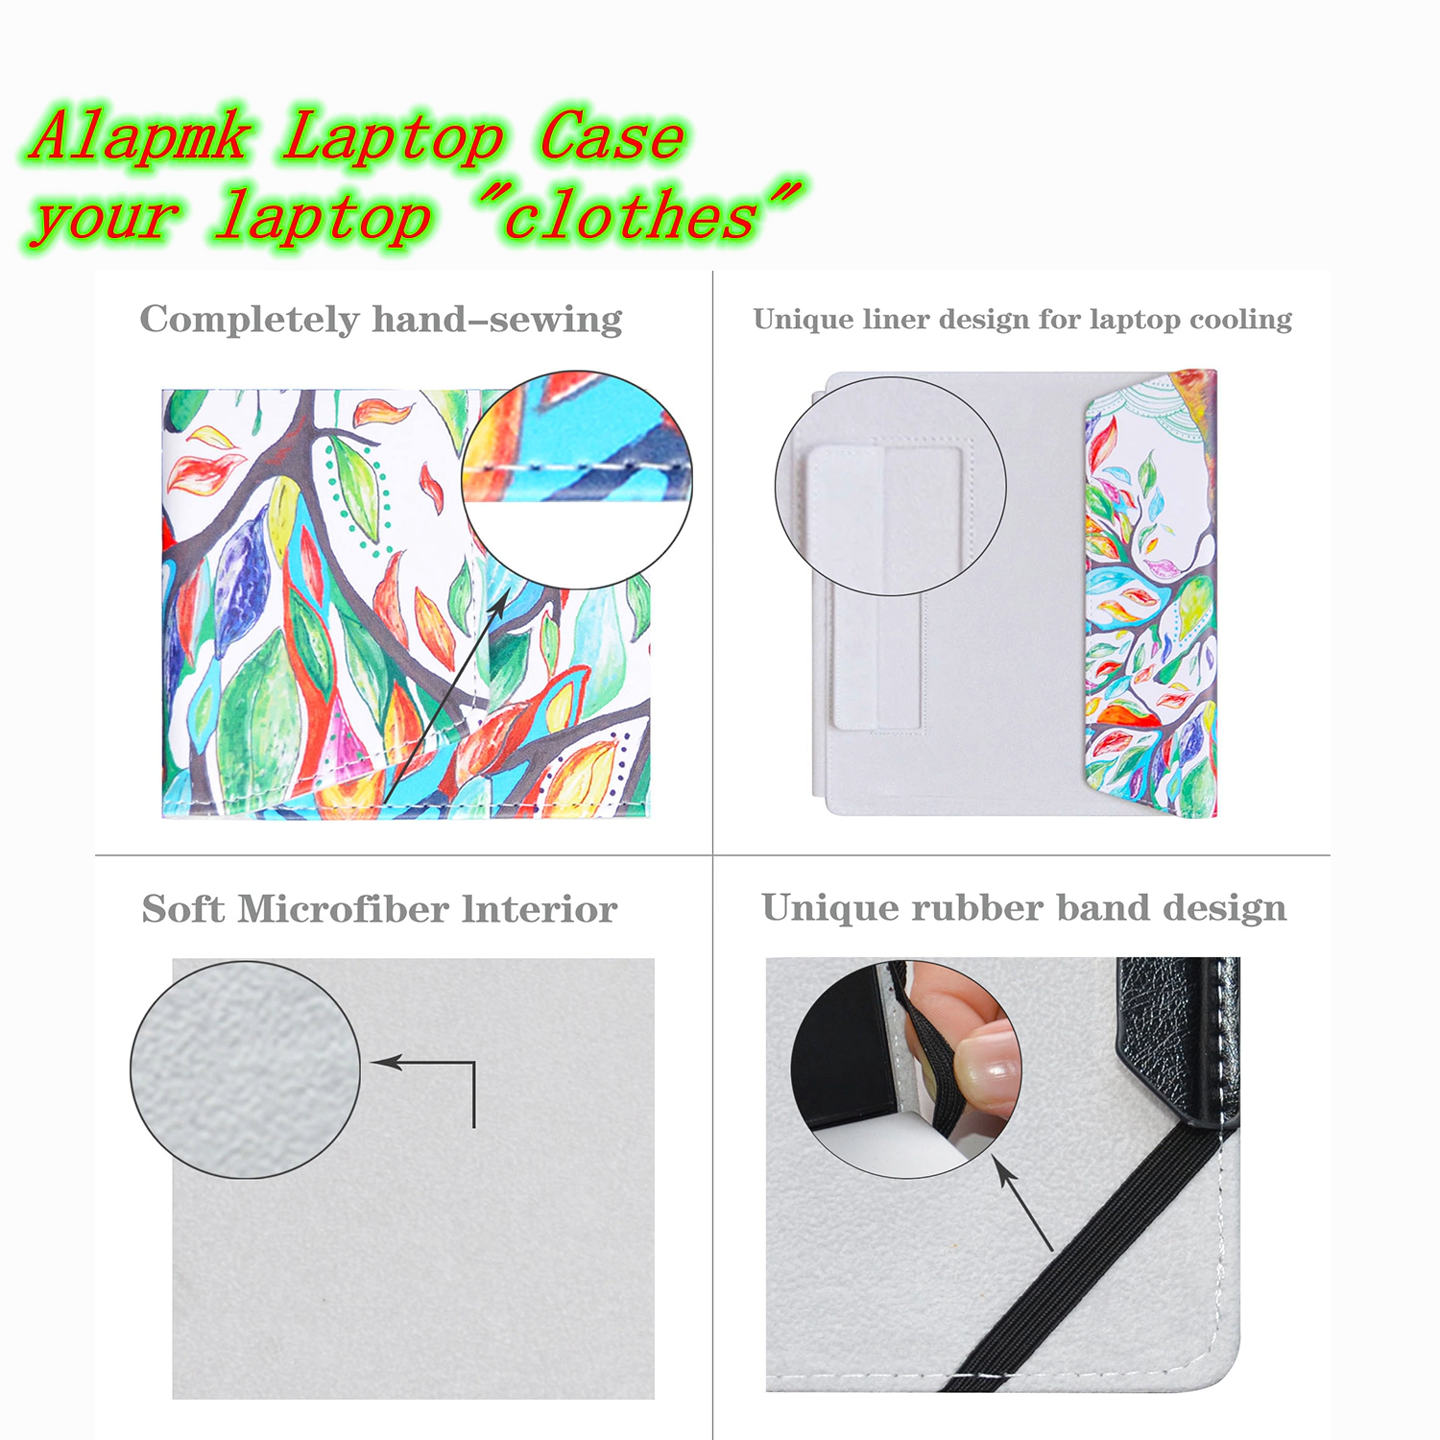 Alapmk Laptop Case
your laptop "clothes"
Completely hand-sewing
Unique liner design for laptop cooling
Soft Microfiber lnterior
Unique rubber band design